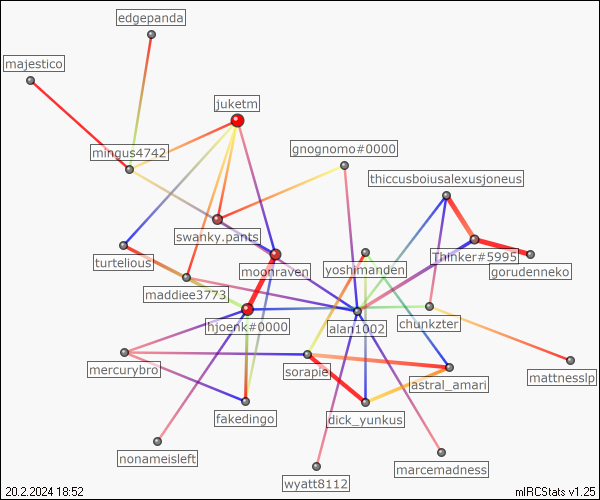 edgepanda
majestico
juketm
mingus4742
gnognomo#0000
thiccusboiusalexusjoneus
swanky.pants
Thinker#5995
turtelious
moonraven
yoshimanden
gorudenneko
maddiee3773
hjoenk#0000
alan1002
chunkzter
mercurybro
sorapie
mattnesslp
astral_amari
fakedingo
dick_yunkus
nonameisleft
marcemadness
wyatt8112
20.2.2024 18:52
mIRCStats v1.25